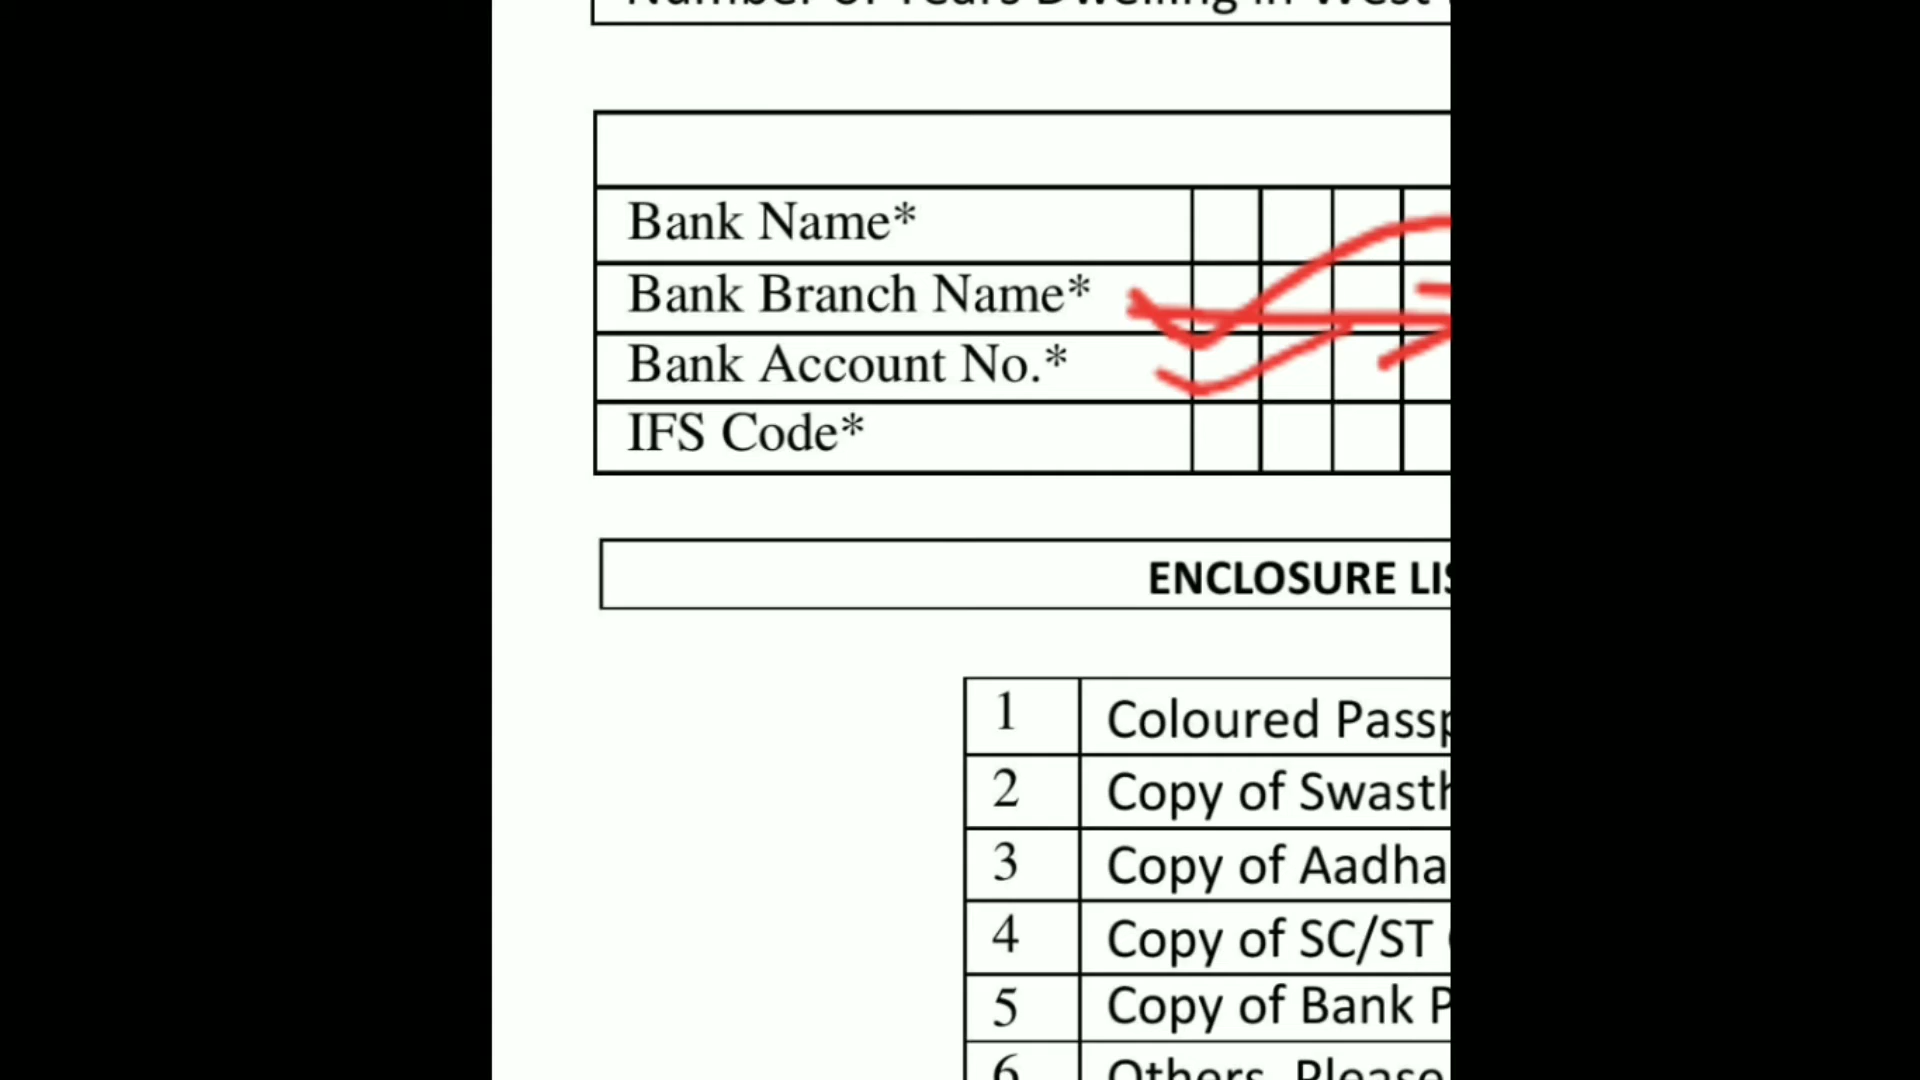 Number of Years Dwelling in West
Bank Name*
Bank Branch Name*
Bank Account No.*
IFS Code*
ENCLOSURE LIS
1 Coloured Passp
2 Copy of Swasth
3 Copy of Aadha
4 Copy of SC/ST
5 Copy of Bank P
6 Others, Please